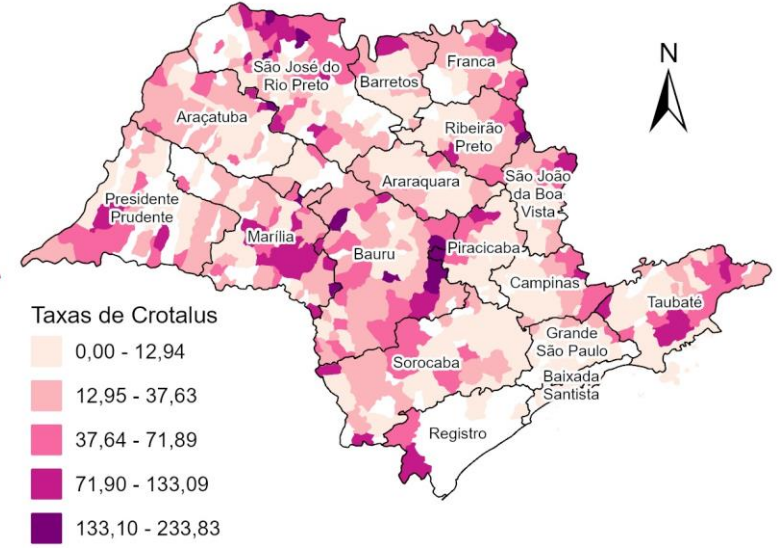 N
São José do
Rio Preto
Barretos
Franca
Araçatuba
Ribeirão
Preto
Araraquara
São João
da Boa
Vista
Presidente
Prudente
Marília
Bauru
Piracicaba
Campinas
Taubaté
Grande
São Paulo
Sorocaba
Baixada
Santista
Registro
Taxas de Crotalus
0,00 - 12,94
12,95 - 37,63
37,64 - 71,89
71,90 - 133,09
133,10 - 233,83